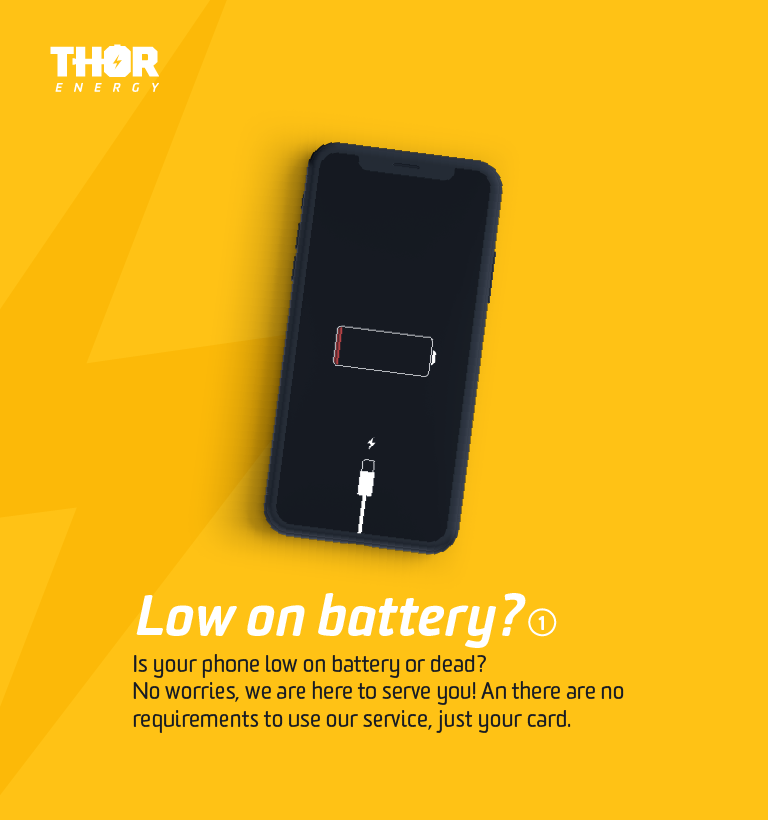 THOR
ENERGY
Low on battery? 1
Is your phone low on battery or dead?
No worries, we are here to serve you! An there are no
requirements to use our service, just your card.